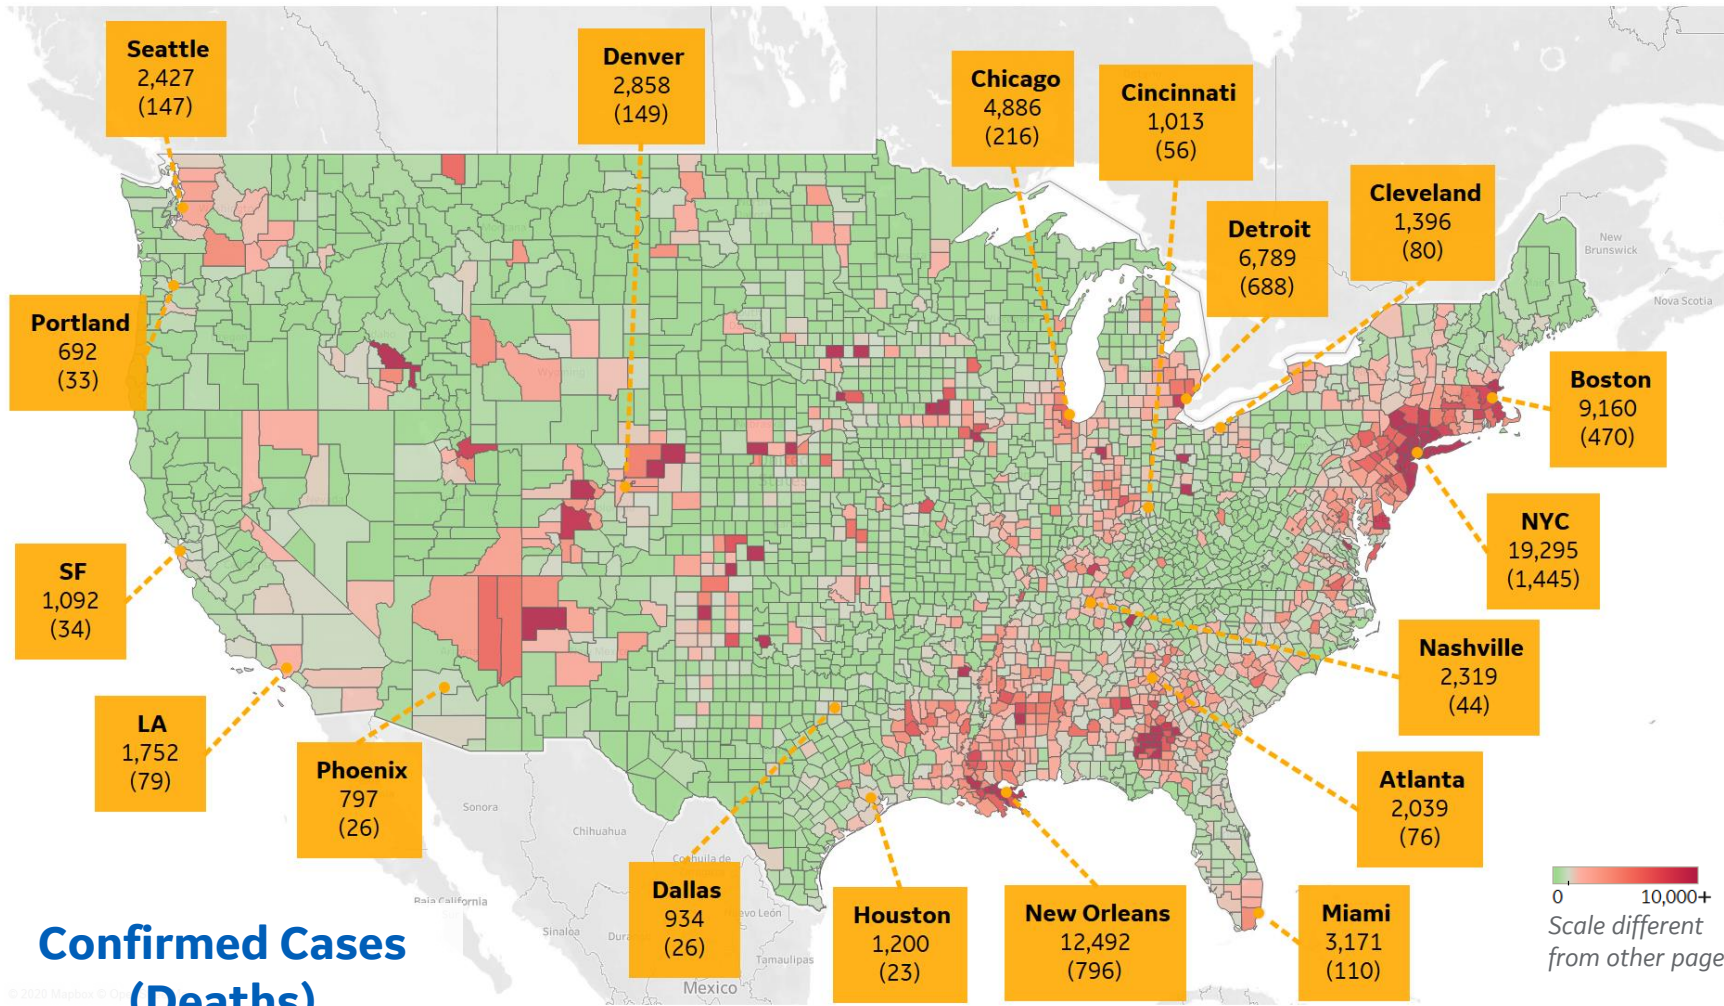 Seattle
2,427
(147)
Denver
2,858
(149)
Chicago
4,886
(216)
Cincinnati
1,013
(56)
Cleveland
1,396
(80)
Detroit
6,789
(688)
New
Brunswick
Nova Scotia
Portland
692
(33)
Boston
9,160
(470)
NYC
19,295
(1,445)
SF
1,092
(34)
Nashville
2,319
(44)
LA
1,752
(79)
Phoenix
797
(26)
Atlanta
2,039
(76)
Sonora
Chihuahua
Coahuila de
Dallas
934
(26)
Houston
1,200
(23)
New Orleans
12,492
(796)
Miami
3,171
(110)
0
10,000+
Scale different
from other page
Baja California
Sinaloa
Tamaulipas
Mexico
Confirmed Cases
(Deaths)
© 2020 Mapbox ©